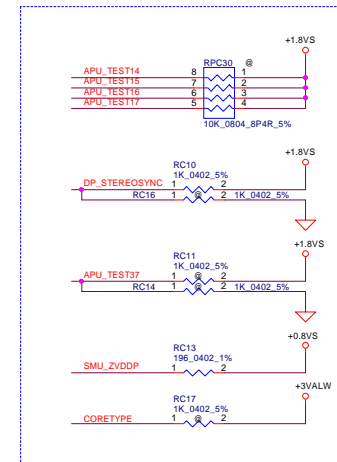 +1.8VS
RPC30 @
APU_TEST14 8 1
APU_TEST15 7 2
APU_TEST16 6 3
APU_TEST17 5 4
10K_0804_8P4R_5%
+1.8VS
RC10
1K_0402_5%
DP_STEREOSYNC 1 2
RC16 1 @ 2 1K_0402_5%
+1.8VS
RC11
1K_0402_5%
APU_TEST37 1 @ 2
RC14 1 @ 2 1K_0402_5%
+0.8VS
RC13
196_0402_1%
SMU_ZVDDP 1 2
+3VALW
RC17
1K_0402_5%
CORETYPE 1 @ 2